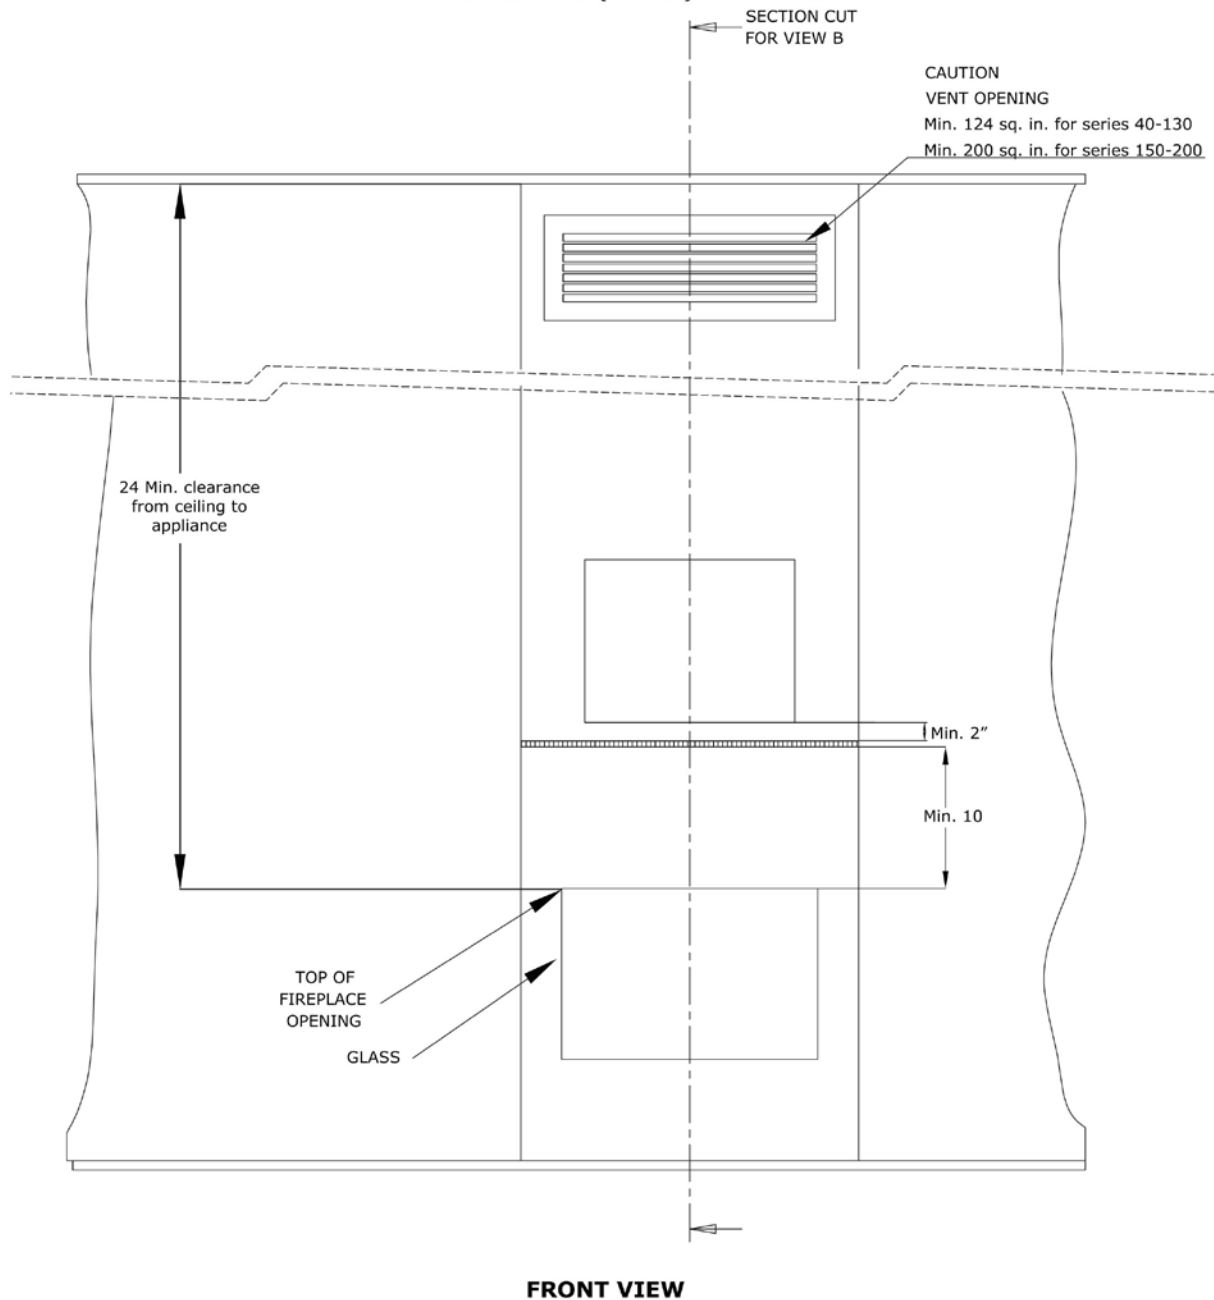 SECTION CUT
FOR VIEW B
CAUTION
VENT OPENING
Min. 124 sq. in. for series 40-130
Min. 200 sq. in. for series 150-200
24 Min. clearance
from ceiling to
appliance
Min. 2”
Min. 10
TOP OF
FIREPLACE
OPENING
GLASS
FRONT VIEW